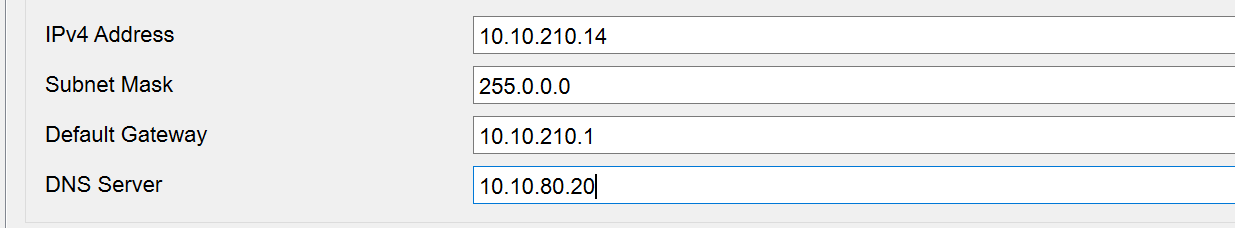 IPv4 Address 10.10.210.14
Subnet Mask 255.0.0.0
Default Gateway 10.10.210.1
DNS Server 10.10.80.20